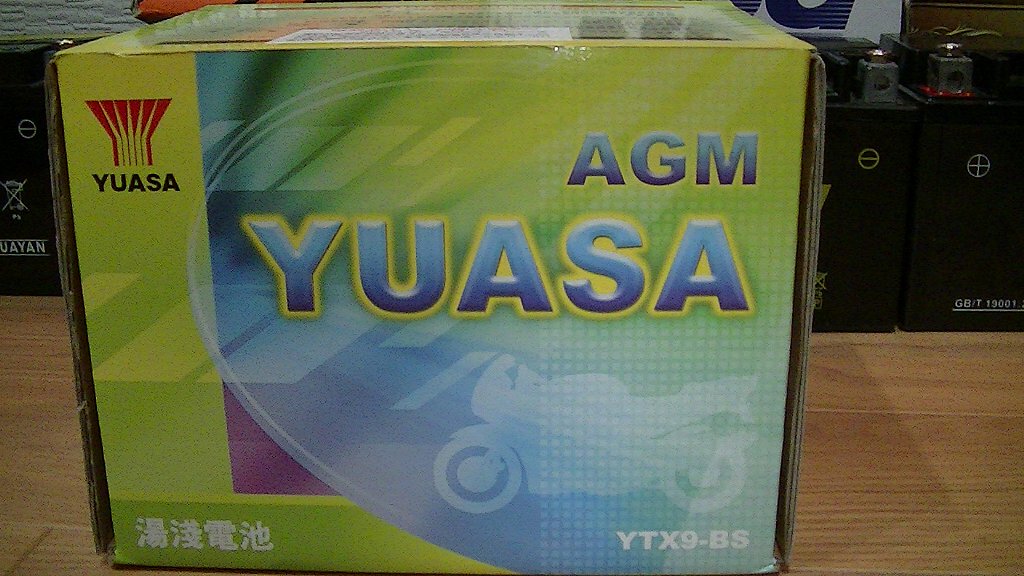 YUASA
AGM
YUASA
湯淺電池
YTX9-BS
UAYAN
GB/T 19001.